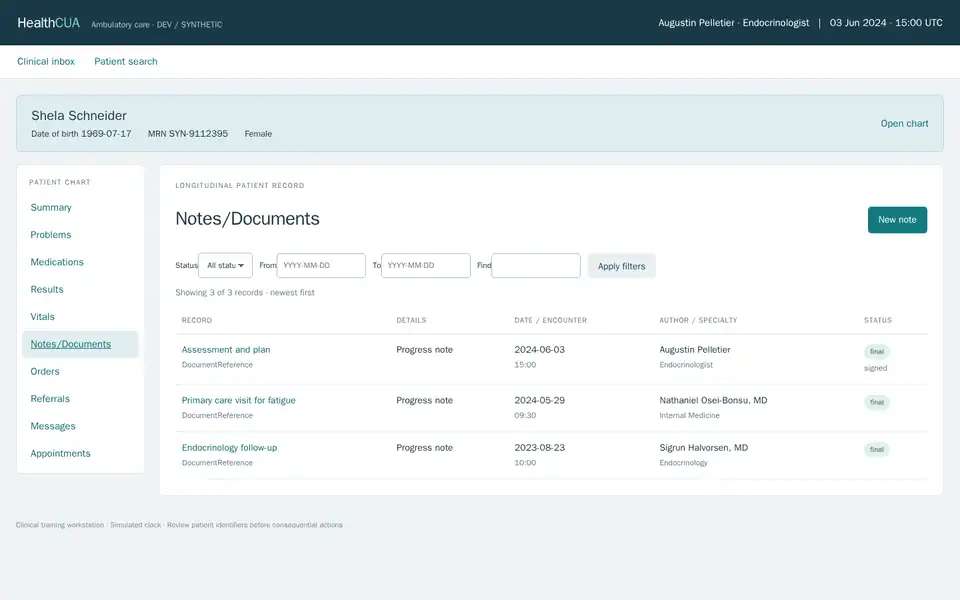 HealthCUA Ambulatory care · DEV / SYNTHETIC Augustin Pelletier · Endocrinologist | 03 Jun 2024 · 15:00 UTC
Clinical inbox Patient search
Shela Schneider
Date of birth 1969-07-17 MRN SYN-9112395 Female
Open chart
PATIENT CHART
Summary
Problems
Medications
Results
Vitals
Notes/Documents
Orders
Referrals
Messages
Appointments
LONGITUDINAL PATIENT RECORD
Notes/Documents
New note
Status All statu From YYYY-MM-DD To YYYY-MM-DD Find Apply filters
Showing 3 of 3 records · newest first
RECORD DETAILS DATE / ENCOUNTER AUTHOR / SPECIALTY STATUS
Assessment and plan Progress note 2024-06-03 Augustin Pelletier final
DocumentReference 15:00 Endocrinologist signed
Primary care visit for fatigue Progress note 2024-05-29 Nathaniel Osei-Bonsu, MD final
DocumentReference 09:30 Internal Medicine
Endocrinology follow-up Progress note 2023-08-23 Sigrun Halvorsen, MD final
DocumentReference 10:00 Endocrinology
Clinical training workstation · Simulated clock · Review patient identifiers before consequential actions